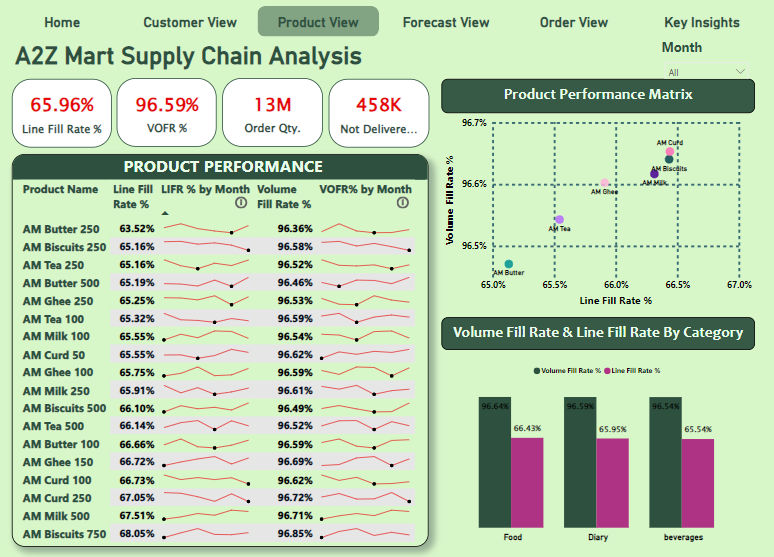 Home Customer View Product View Forecast View Order View Key Insights
A2Z Mart Supply Chain Analysis
Month
All
65.96%
Line Fill Rate %
96.59%
VOFR %
13M
Order Qty.
458K
Not Delivere...
PRODUCT PERFORMANCE
Product Name Line Fill Rate % LIFR % by Month Volume Fill Rate % VOFR% by Month
AM Butter 250 63.52% 96.36%
AM Biscuits 250 65.16% 96.58%
AM Tea 250 65.16% 96.52%
AM Butter 500 65.19% 96.46%
AM Ghee 250 65.25% 96.53%
AM Tea 100 65.32% 96.59%
AM Milk 100 65.55% 96.54%
AM Curd 50 65.55% 96.62%
AM Ghee 100 65.75% 96.59%
AM Milk 250 65.91% 96.61%
AM Biscuits 500 66.10% 96.49%
AM Tea 500 66.14% 96.52%
AM Butter 100 66.66% 96.59%
AM Ghee 150 66.72% 96.69%
AM Curd 100 66.73% 96.62%
AM Curd 250 67.05% 96.72%
AM Milk 500 67.51% 96.71%
AM Biscuits 750 68.05% 96.85%
Product Performance Matrix
Volume Fill Rate %
96.7%
96.6%
96.5%
AM Curd
AM Biscuits
AM Milk
AM Ghee
AM Tea
AM Butter
65.0% 65.5% 66.0% 66.5% 67.0%
Line Fill Rate %
Volume Fill Rate & Line Fill Rate By Category
Volume Fill Rate % Line Fill Rate %
96.64% 96.59% 96.54%
66.43% 65.95% 65.54%
Food Diary beverages